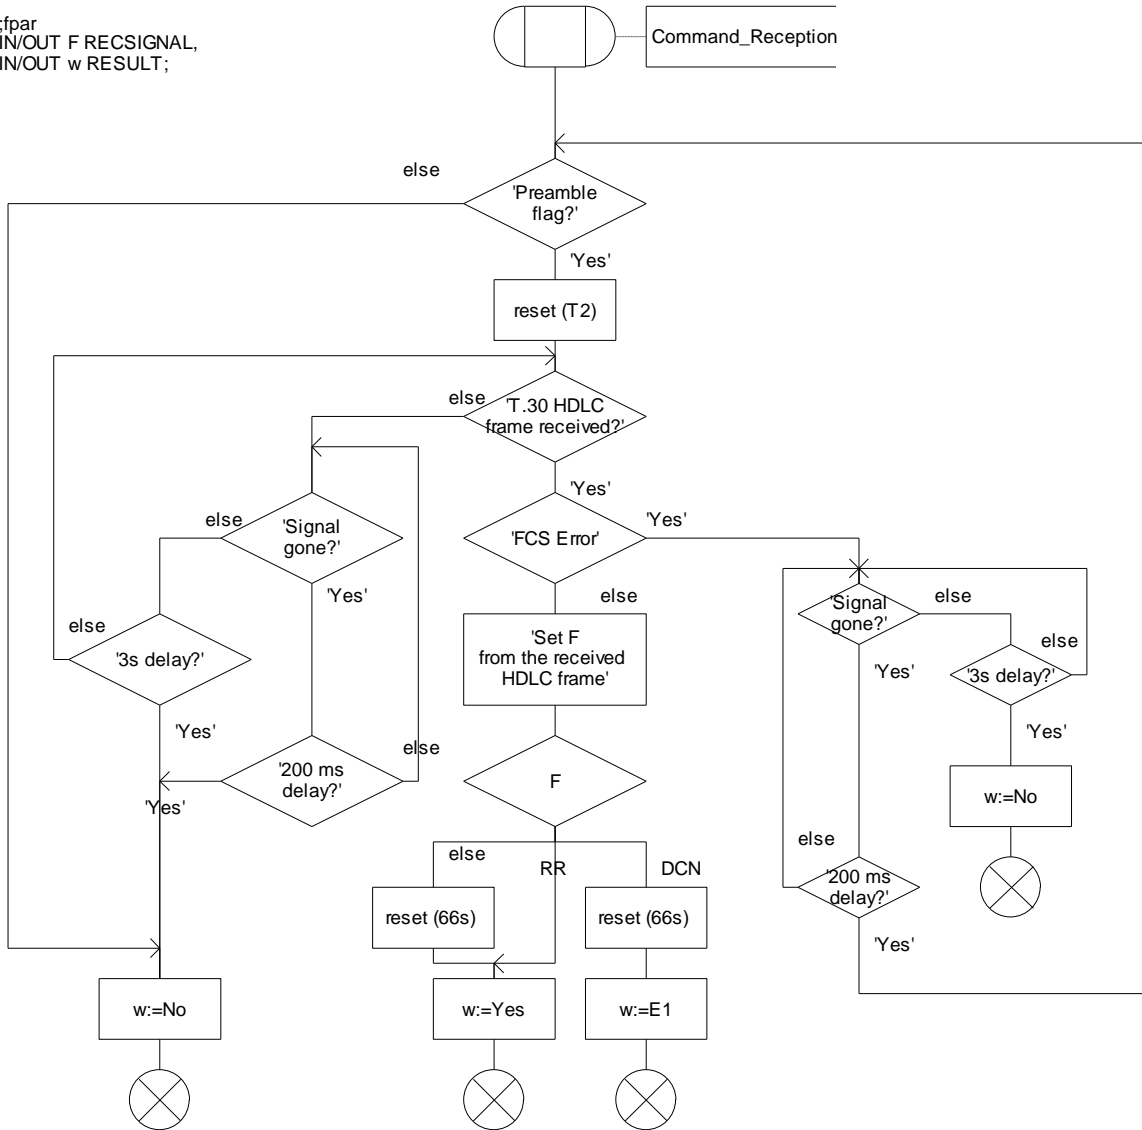 ;fpar
IN/OUT F RECSIGNAL,
IN/OUT w RESULT;
Command_Reception
else
'Preamble
flag?'
'Yes'
reset (T2)
else
'T.30 HDLC
frame received?'
'Yes'
else
'Signal
gone?'
'Yes'
'FCS Error'
'Yes'
else
else
'3s delay?'
'Yes'
'Set F
from the received
HDLC frame'
'Signal
gone?'
else
'Yes'
else
'3s delay?'
'Yes'
else
'200 ms
delay?'
'Yes'
F
w:=No
else
RR
DCN
else
'200 ms
delay?'
'Yes'
reset (66s)
reset (66s)
w:=No
w:=Yes
w:=E1